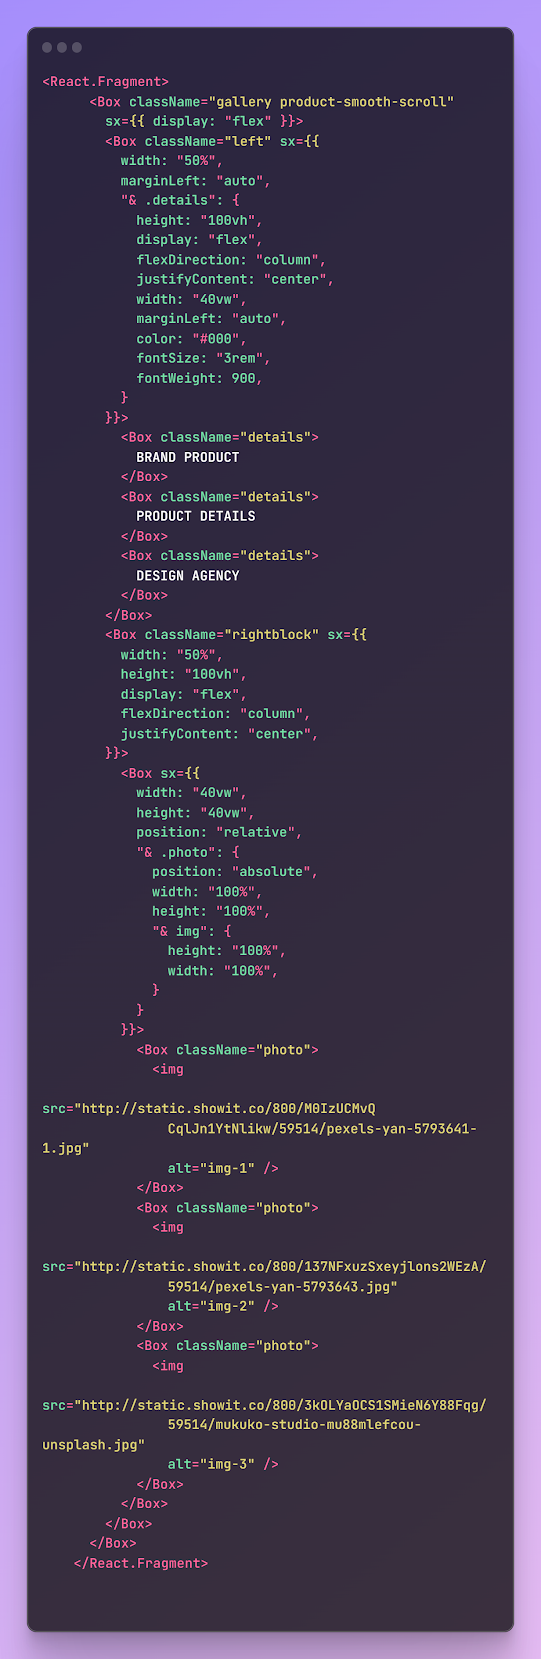 <React.Fragment>
<Box className="gallery product-smooth-scroll"
sx={{ display: "flex" }}>
<Box className="left" sx={{
width: "50%",
marginLeft: "auto",
"& .details": {
height: "100vh",
display: "flex",
flexDirection: "column",
justifyContent: "center",
width: "40vw",
marginLeft: "auto",
color: "#000",
fontSize: "3rem",
fontWeight: 900,
}
}}>
<Box className="details">
BRAND PRODUCT
</Box>
<Box className="details">
PRODUCT DETAILS
</Box>
<Box className="details">
DESIGN AGENCY
</Box>
</Box>
<Box className="rightblock" sx={{
width: "50%",
height: "100vh",
display: "flex",
flexDirection: "column",
justifyContent: "center",
}}>
<Box sx={{
width: "40vw",
height: "40vw",
position: "relative",
"& .photo": {
position: "absolute",
width: "100%",
height: "100%",
"& img": {
height: "100%",
width: "100%",
}
}
}}>
<Box className="photo">
<img
src="http://static.showit.co/800/M0IzUCMvQ
CqlJn1YtNlikw/59514/pexels-yan-5793641-
1.jpg"
alt="img-1" />
</Box>
<Box className="photo">
<img
src="http://static.showit.co/800/137NFxuzSxeyjlons2WEzA/
59514/pexels-yan-5793643.jpg"
alt="img-2" />
</Box>
<Box className="photo">
<img
src="http://static.showit.co/800/3kOLYaOCS1SMieN6Y88Fqg/
59514/mukuko-studio-mu88mlefcou-
unsplash.jpg"
alt="img-3" />
</Box>
</Box>
</Box>
</Box>
</React.Fragment>